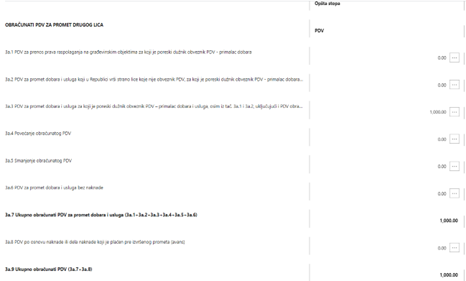 Opšta stopa
OBRAČUNATI PDV ZA PROMET DRUGOG LICA
PDV
3a.1 PDV za prenos prava raspolaganja na građevinskim objektima za koji je poreski dužnik obveznik PDV - primalac dobara
0.00
3a.2 PDV za promet dobara i usluga koji u Republici vrši strano lice koje nije obveznik PDV, za koji je poreski dužnik obveznik PDV - primalac dobara...
0.00
3a.3 PDV za promet dobara i usluga za koji je poreski dužnik obveznik PDV – primalac dobara i usluga, osim iz tač. 3a.1 i 3a.2, uključujući i PDV obra...
1,000.00
3a.4 Povećanje obračunatog PDV
0.00
3a.5 Smanjenje obračunatog PDV
0.00
3a.6 PDV za promet dobara i usluga bez naknade
0.00
3a.7 Ukupno obračunati PDV za promet dobara i usluga (3a.1+3a.2+3a.3+3a.4-3a.5+3a.6)
1,000.00
3a.8 PDV po osnovu naknade ili dela naknade koji je plaćen pre izvršenog prometa (avans)
0.00
3a.9 Ukupno obračunati PDV (3a.7+3a.8)
1,000.00